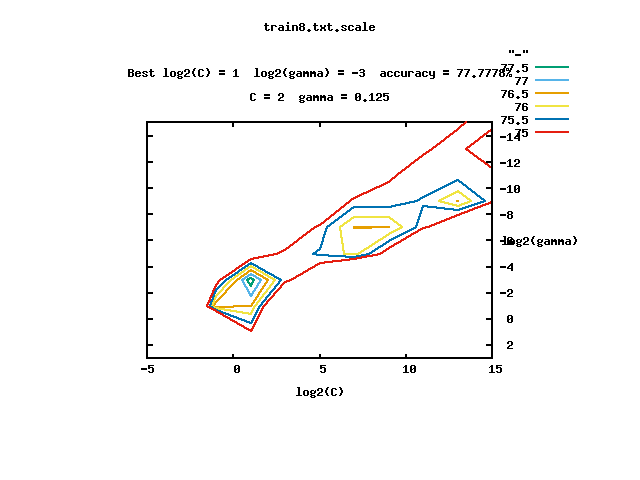 train8.txt.scale
"-"
Best log2(C) = 1 log2(gamma) = -3 accuracy = 77.7778%
77.5
77
C = 2 gamma = 0.125
76.5
76
75.5
75
-14
-12
-10
-8
-6
log2(gamma)
-4
-2
0
2
-5 0 5 10 15
log2(C)